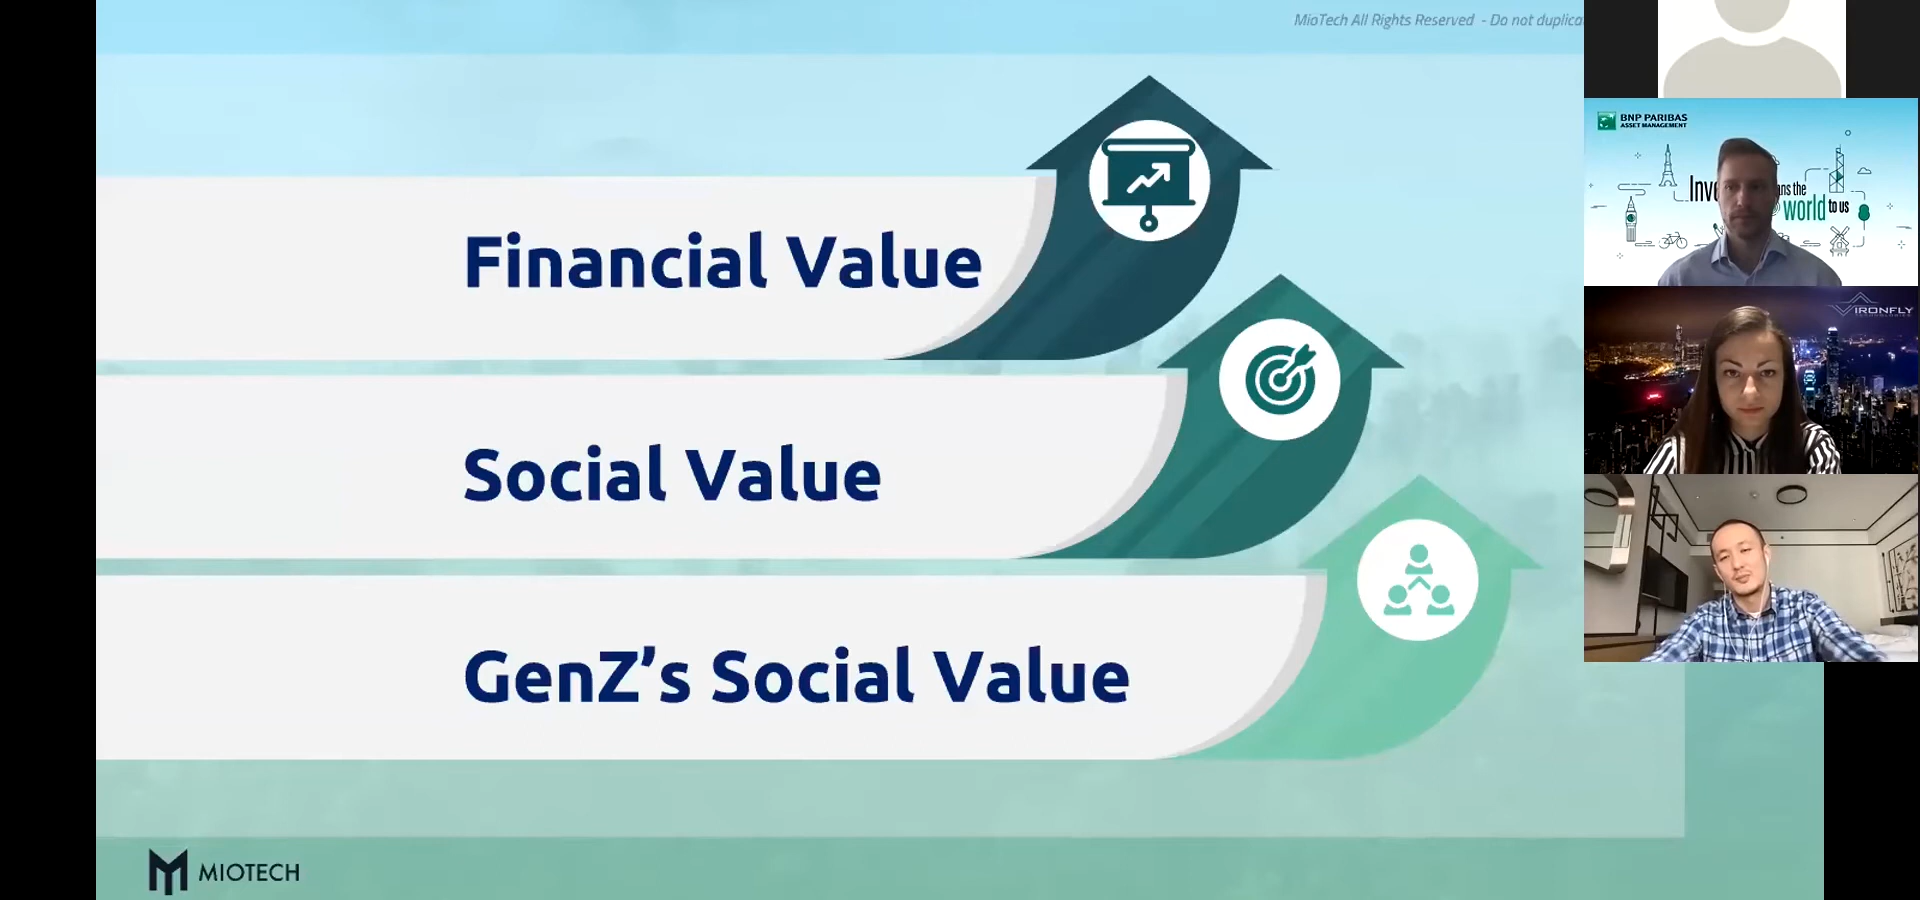 MioTech All Rights Reserved - Do not
Financial Value
Social Value
GenZ's Social Value
MIOTECH
BNP PARIBAS
ASSET MANAGEMENT
the
world to us
IRONFLY